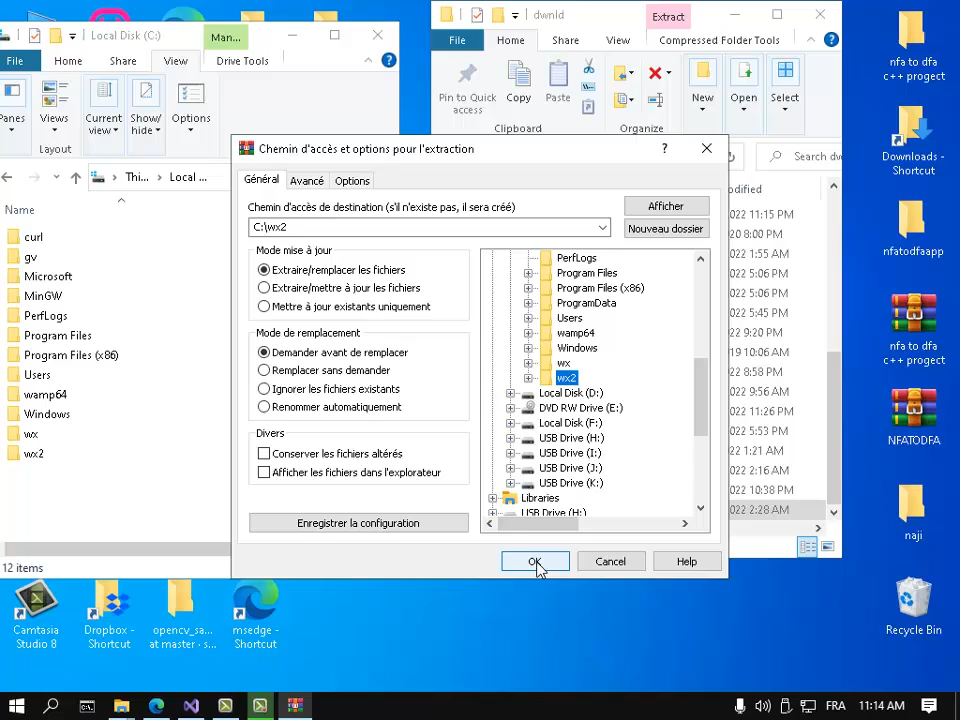 Local Disk (C:)
Man...
File
Home
Share
View
Drive Tools
Panes
Views
Current view
Show/ hide
Options
Layout
Thi...
Local ...
Name
curl
gv
Microsoft
MinGW
PerfLogs
Program Files
Program Files (x86)
Users
wamp64
Windows
wx
wx2
12 items
dwnld
Extract
File
Home
Share
View
Compressed Folder Tools
Pin to Quick access
Copy
Paste
New
Open
Select
Clipboard
Organize
Search dw
odified
022 11:15 PM
20 8:00 PM
022 1:55 AM
022 5:06 PM
022 5:06 PM
022 5:45 PM
022 9:20 PM
019 10:06 AM
022 8:58 PM
022 9:56 AM
022 11:26 PM
022 5:53 PM
022 1:21 AM
022 2:16 AM
022 10:38 PM
022 2:28 AM
Chemin d'accès et options pour l'extraction
Général
Avancé
Options
Chemin d'accès de destination (s'il n'existe pas, il sera créé)
C:\wx2
Afficher
Nouveau dossier
Mode mise à jour
Extraire/remplacer les fichiers
Extraire/mettre à jour les fichiers
Mettre à jour existants uniquement
Mode de remplacement
Demander avant de remplacer
Remplacer sans demander
Ignorer les fichiers existants
Renommer automatiquement
Divers
Conserver les fichiers altérés
Afficher les fichiers dans l'explorateur
Enregistrer la configuration
PerfLogs
Program Files
Program Files (x86)
ProgramData
Users
wamp64
Windows
wx
wx2
Local Disk (D:)
DVD RW Drive (E:)
Local Disk (F:)
USB Drive (H:)
USB Drive (I:)
USB Drive (J:)
USB Drive (K:)
Libraries
USB Drive (H:)
OK
Cancel
Help
nfa to dfa
c++ progect
Downloads -
Shortcut
nfatodfaapp
nfa to dfa
c++ progect
NFATODFA
naji
Recycle Bin
Camtasia
Studio 8
Dropbox -
Shortcut
opencv_sa...
at master · s...
msedge -
Shortcut
FRA
11:14 AM